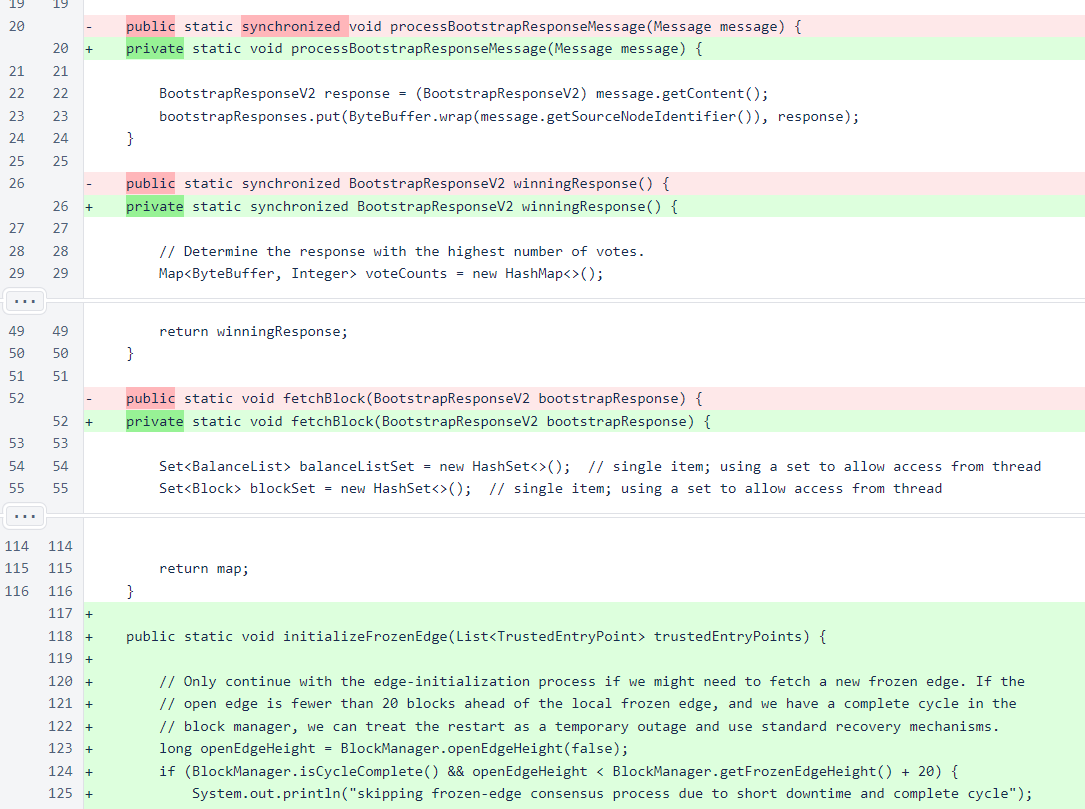 19 19
20 - public static synchronized void processBootstrapResponseMessage(Message message) {
20 + private static void processBootstrapResponseMessage(Message message) {
21 21
22 22 BootstrapResponseV2 response = (BootstrapResponseV2) message.getContent();
23 23 bootstrapResponses.put(ByteBuffer.wrap(message.getSourceNodeIdentifier()), response);
24 24 }
25 25
26 - public static synchronized BootstrapResponseV2 winningResponse() {
26 + private static synchronized BootstrapResponseV2 winningResponse() {
27 27
28 28 // Determine the response with the highest number of votes.
29 29 Map<ByteBuffer, Integer> voteCounts = new HashMap<>();
...
49 49 return winningResponse;
50 50 }
51 51
52 - public static void fetchBlock(BootstrapResponseV2 bootstrapResponse) {
52 + private static void fetchBlock(BootstrapResponseV2 bootstrapResponse) {
53 53
54 54 Set<BalanceList> balanceListSet = new HashSet<>(); // single item; using a set to allow access from thread
55 55 Set<Block> blockSet = new HashSet<>(); // single item; using a set to allow access from thread
...
114 114
115 115 return map;
116 116 }
117 +
118 + public static void initializeFrozenEdge(List<TrustedEntryPoint> trustedEntryPoints) {
119 +
120 + // Only continue with the edge-initialization process if we might need to fetch a new frozen edge. If the
121 + // open edge is fewer than 20 blocks ahead of the local frozen edge, and we have a complete cycle in the
122 + // block manager, we can treat the restart as a temporary outage and use standard recovery mechanisms.
123 + long openEdgeHeight = BlockManager.openEdgeHeight(false);
124 + if (BlockManager.isCycleComplete() && openEdgeHeight < BlockManager.getFrozenEdgeHeight() + 20) {
125 + System.out.println("skipping frozen-edge consensus process due to short downtime and complete cycle");